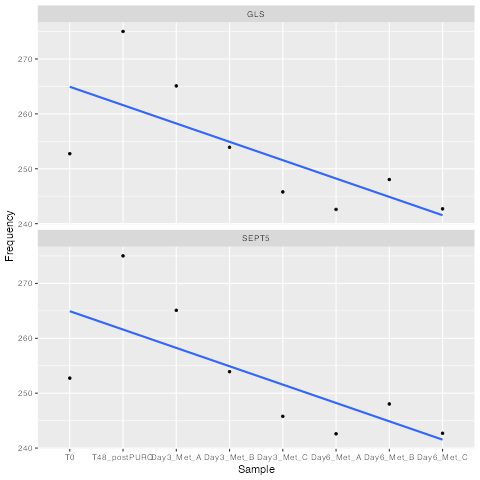 GLS
270
260
250
240
SEPT5
270
260
250
240
Frequency
T0 T48_postPURO Day3_Met_A Day3_Met_B Day3_Met_C Day6_Met_A Day6_Met_B Day6_Met_C
Sample